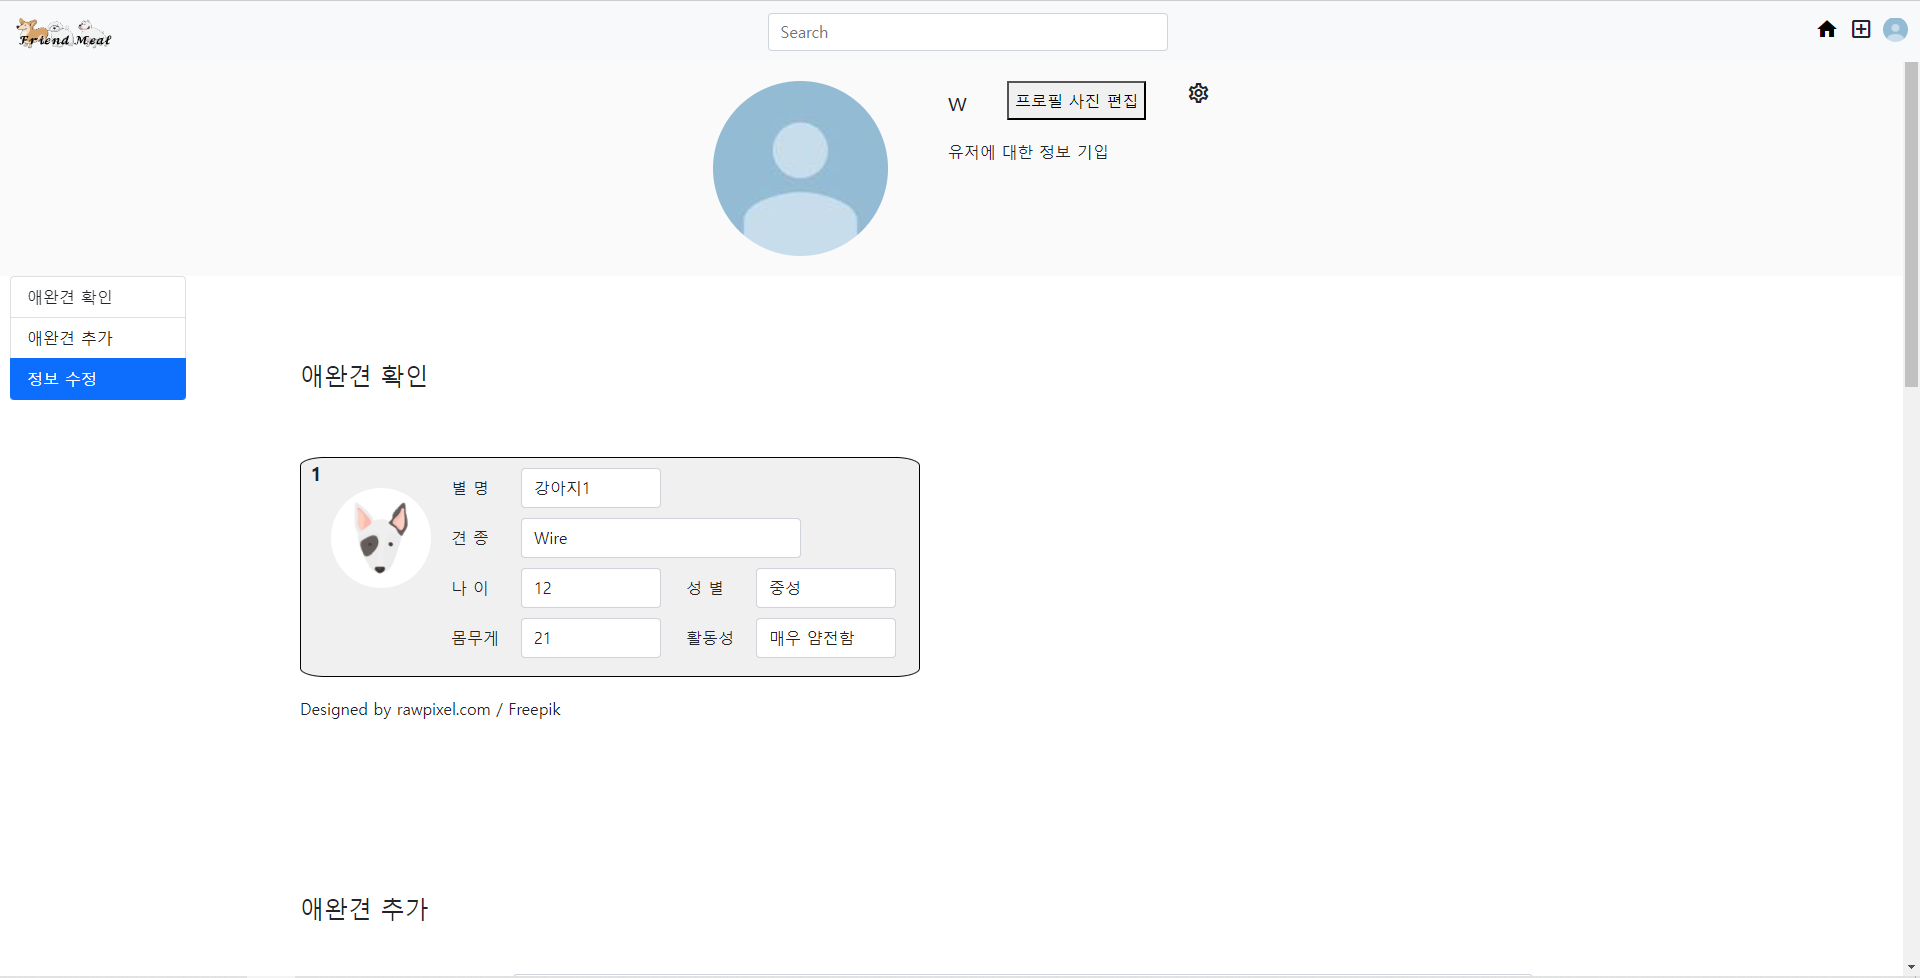 Friend Meal
Search
W
프로필 사진 편집
유저에 대한 정보 기입
애완견 확인
애완견 추가
정보 수정
애완견 확인
1
별 명 강아지1
견 종 Wire
나 이 12 성 별 중성
몸무게 21 활동성 매우 얌전함
Designed by rawpixel.com / Freepik
애완견 추가